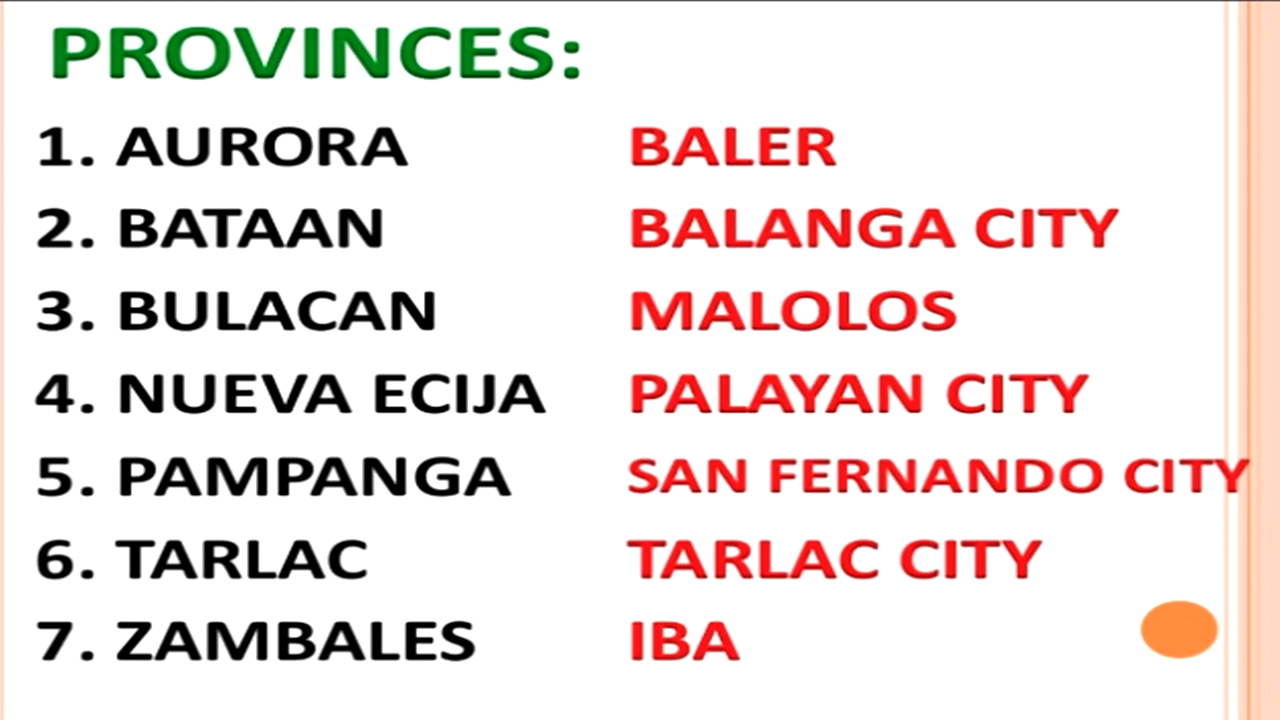 PROVINCES:
1. AURORA BALER
2. BATAAN BALANGA CITY
3. BULACAN MALOLOS
4. NUEVA ECIJA PALAYAN CITY
5. PAMPANGA SAN FERNANDO CITY
6. TARLAC TARLAC CITY
7. ZAMBALES IBA